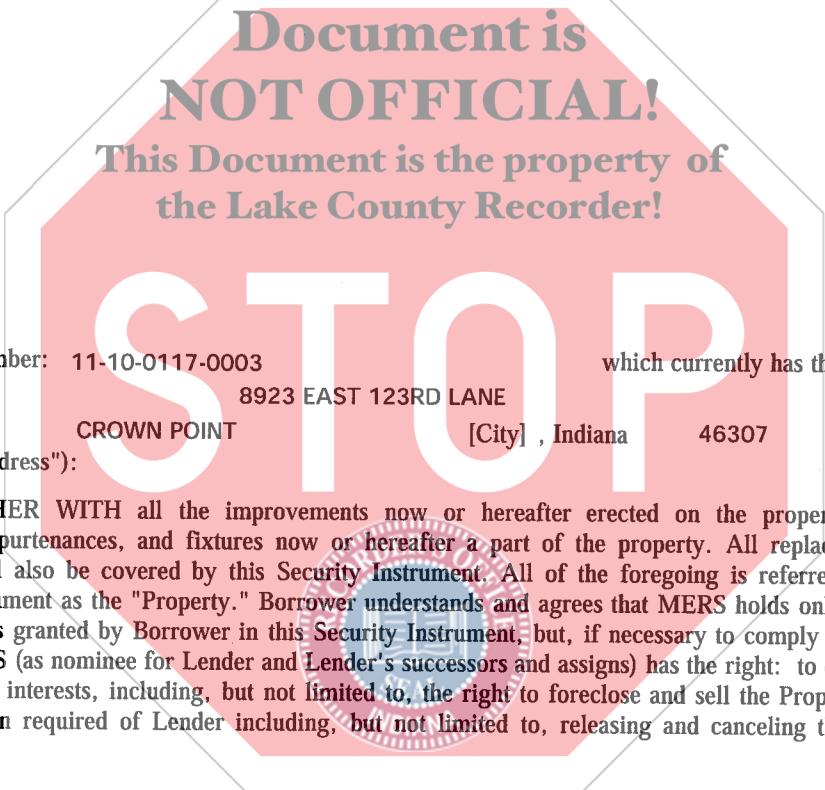 Document is
NOT OFFICIAL!
This Document is the property of
the Lake County Recorder!
STOP
nber: 11-10-0117-0003 which currently has th
8923 EAST 123RD LANE
CROWN POINT [City] , Indiana 46307
dress"):
HER WITH all the improvements now or hereafter erected on the proper
purtenances, and fixtures now or hereafter a part of the property. All replac
l also be covered by this Security Instrument. All of the foregoing is referre
ument as the "Property." Borrower understands and agrees that MERS holds onl
s granted by Borrower in this Security Instrument, but, if necessary to comply
S (as nominee for Lender and Lender's successors and assigns) has the right: to
interests, including, but not limited to, the right to foreclose and sell the Prop
n required of Lender including, but not limited to, releasing and canceling t
SEAL